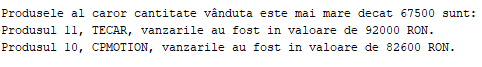 Produsele al caror cantitate vânduta este mai mare decat 67500 sunt:
Produsul 11, TECAR, vanzarile au fost in valoare de 92000 RON.
Produsul 10, CPMOTION, vanzarile au fost in valoare de 82600 RON.